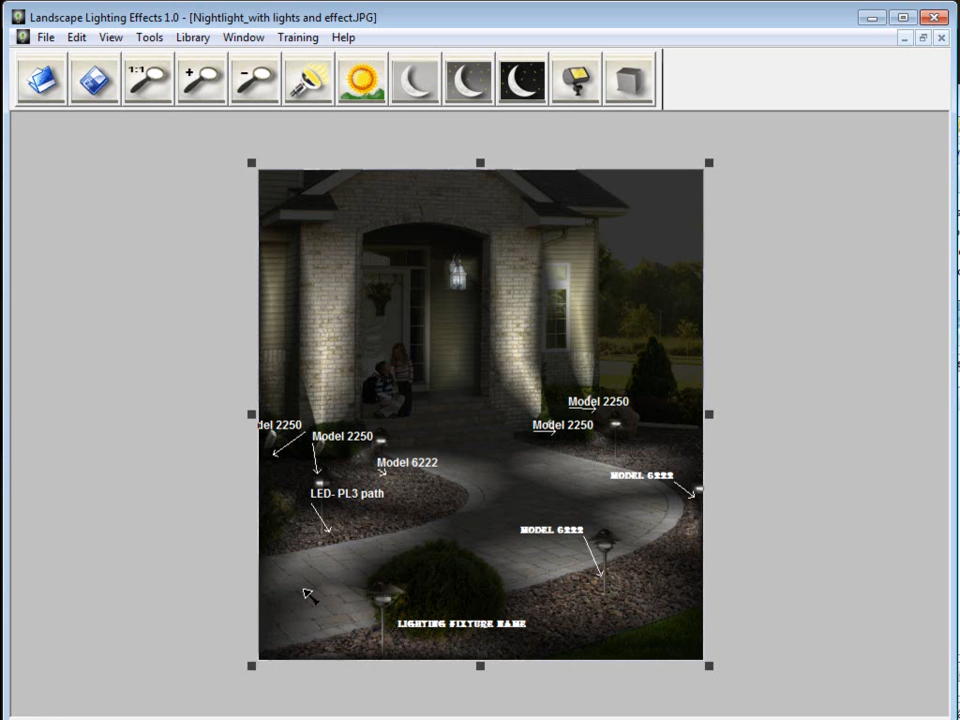 Landscape Lighting Effects 1.0 - [Nightlight_with lights and effect.JPG]
File Edit View Tools Library Window Training Help
1:1
Model 2250
del 2250
Model 2250
Model 2250
Model 6222
MODEL 6222
LED- PL3 path
MODEL 6222
LIGHTING FIXTURE NAME